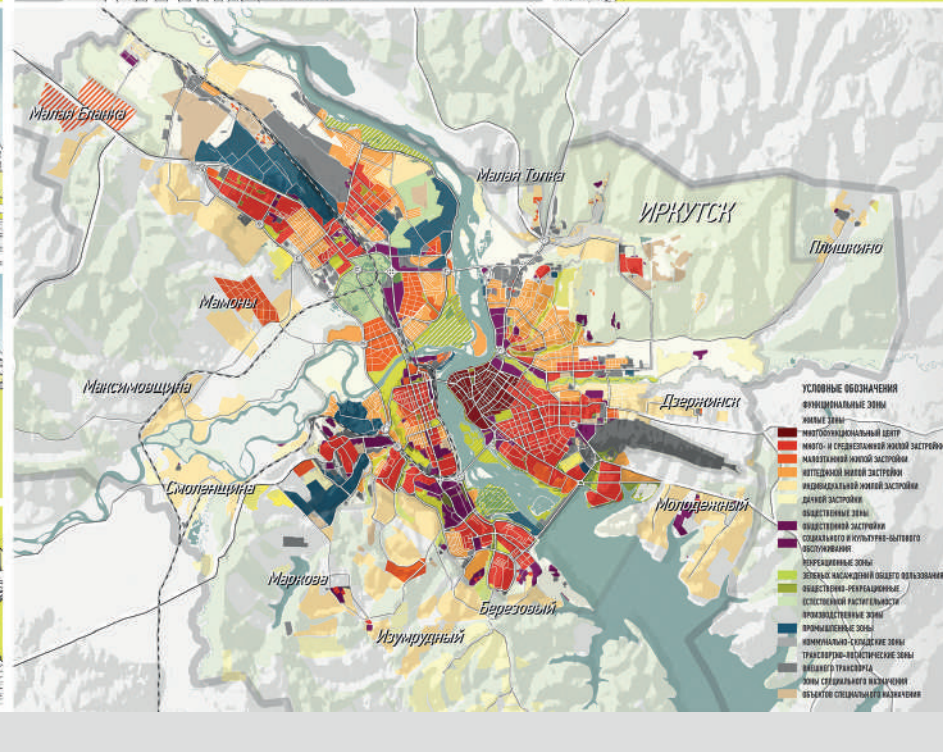 Малая Еланка
Малая Топка
ИРКУТСК
Плишкино
Мамоны
Максимовщина
Дзержинск
Смоленщина
Молодежный
Маркова
Березовый
Изумрудный
УСЛОВНЫЕ ОБОЗНАЧЕНИЯ
ФУНКЦИОНАЛЬНЫЕ ЗОНЫ
ЖИЛЫЕ ЗОНЫ
МНОГОФУНКЦИОНАЛЬНЫЙ ЦЕНТР
МНОГО- И СРЕДНЕЭТАЖНОЙ ЖИЛОЙ ЗАСТРОЙКИ
МАЛОЭТАЖНОЙ ЖИЛОЙ ЗАСТРОЙКИ
КОТТЕДЖНОЙ ЖИЛОЙ ЗАСТРОЙКИ
ИНДИВИДУАЛЬНОЙ ЖИЛОЙ ЗАСТРОЙКИ
ДАЧНОЙ ЗАСТРОЙКИ
ОБЩЕСТВЕННЫЕ ЗОНЫ
ОБЩЕСТВЕННОЙ ЗАСТРОЙКИ
СОЦИАЛЬНОГО И КУЛЬТУРНО-БЫТОВОГО
ОБСЛУЖИВАНИЯ
РЕКРЕАЦИОННЫЕ ЗОНЫ
ЗЕЛЕНЫХ НАСАЖДЕНИЙ ОБЩЕГО ПОЛЬЗОВАНИЯ
ОБЩЕСТВЕННО-РЕКРЕАЦИОННЫЕ
ЕСТЕСТВЕННОЙ РАСТИТЕЛЬНОСТИ
ПРОИЗВОДСТВЕННЫЕ ЗОНЫ
ПРОМЫШЛЕННЫЕ ЗОНЫ
КОММУНАЛЬНО-СКЛАДСКИЕ ЗОНЫ
ТРАНСПОРТНО-ЛОГИСТИЧЕСКИЕ ЗОНЫ
ВНЕШНЕГО ТРАНСПОРТА
ЗОНЫ СПЕЦИАЛЬНОГО НАЗНАЧЕНИЯ
ОБЪЕКТОВ СПЕЦИАЛЬНОГО НАЗНАЧЕНИЯ